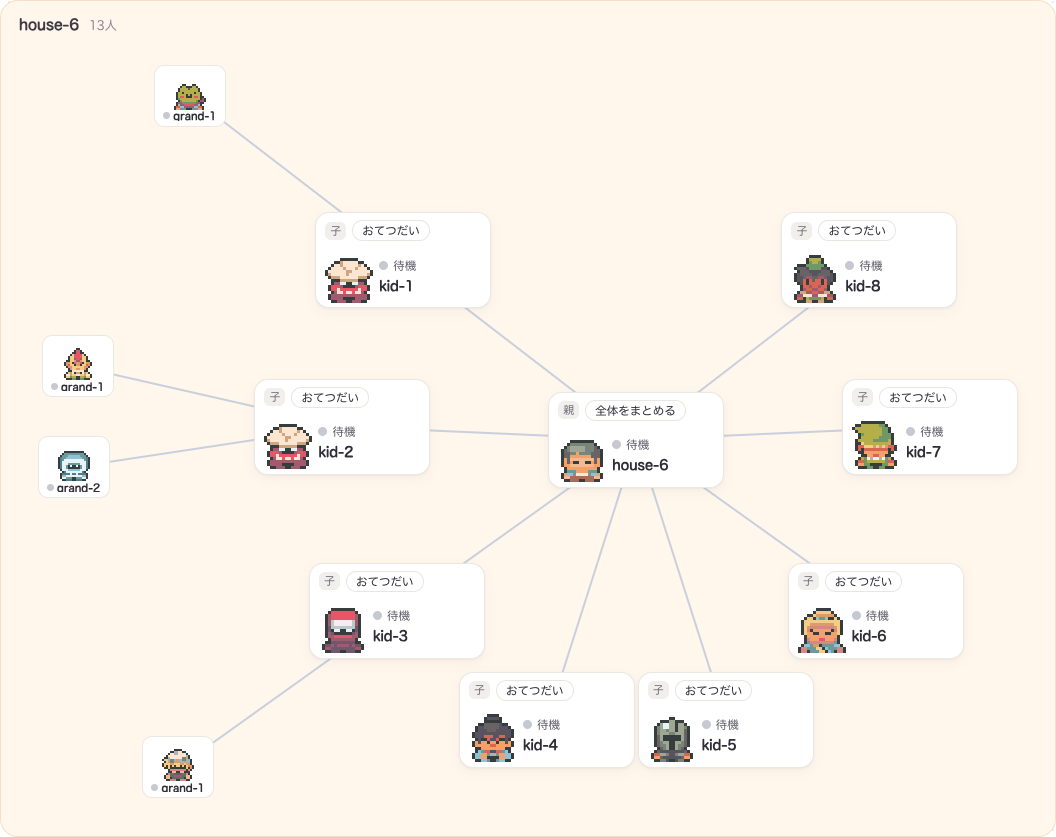 house-6 13人
grand-1
子 おてつだい
待機
kid-1
子 おてつだい
待機
kid-8
grand-1
grand-2
子 おてつだい
待機
kid-2
親 全体をまとめる
待機
house-6
子 おてつだい
待機
kid-7
子 おてつだい
待機
kid-3
子 おてつだい
待機
kid-6
子 おてつだい
待機
kid-4
子 おてつだい
待機
kid-5
grand-1